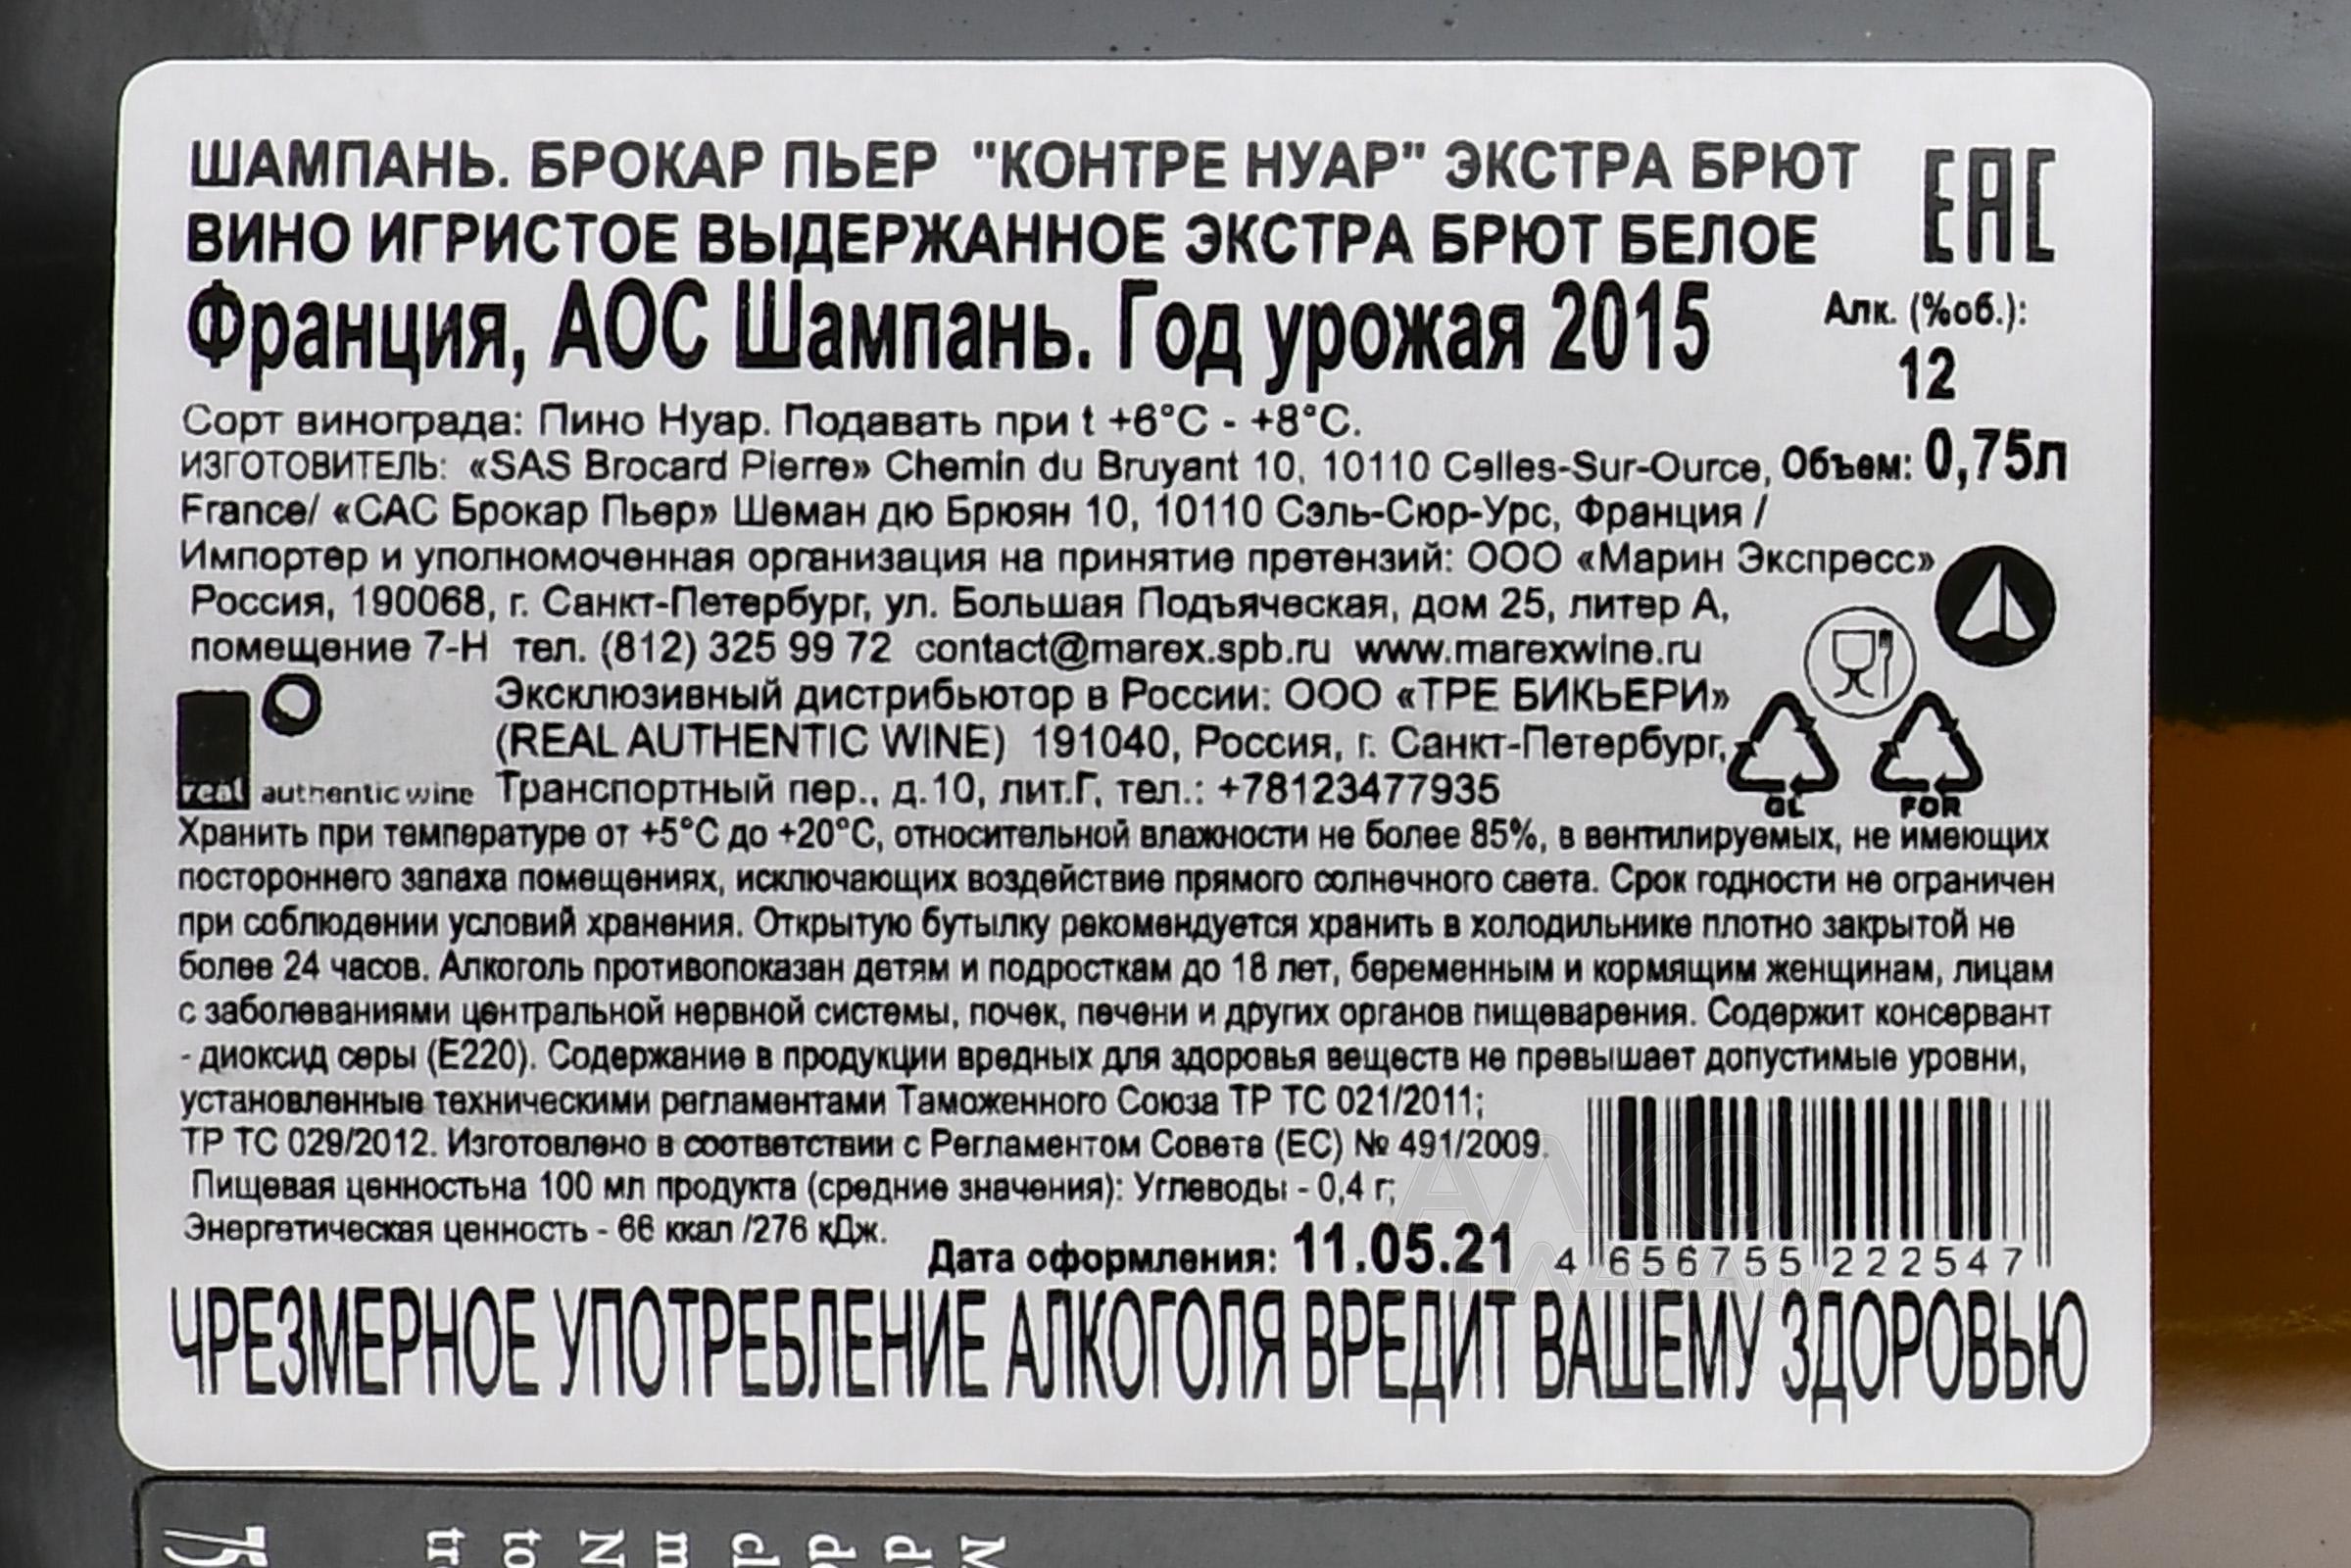 ШАМПАНЬ. БРОКАР ПЬЕР "КОНТРЕ НУАР" ЭКСТРА БРЮТ
ЕАС
ВИНО ИГРИСТОЕ ВЫДЕРЖАННОЕ ЭКСТРА БРЮТ БЕЛОЕ
Франция, АОС Шампань. Год урожая 2015
Алк. (%об.):
12
Сорт винограда: Пино Нуар. Подавать при t +6°С - +8°С.
ИЗГОТОВИТЕЛЬ: «SAS Brocard Pierre» Chemin du Bruyant 10, 10110 Celles-Sur-Ource,
Объем: 0,75л
France/ «САС Брокар Пьер» Шеман дю Брюян 10, 10110 Сэль-Сюр-Урс, Франция /
Импортер и уполномоченная организация на принятие претензий: ООО «Марин Экспресс»
Россия, 190068, г. Санкт-Петербург, ул. Большая Подъяческая, дом 25, литер А,
помещение 7-Н тел. (812) 325 99 72 contact@marex.spb.ru www.marexwine.ru
Эксклюзивный дистрибьютор в России: ООО «ТРЕ БИКЬЕРИ»
(REAL AUTHENTIC WINE) 191040, Россия, г. Санкт-Петербург,
real authentic wine
Транспортный пер., д.10, лит.Г, тел.: +78123477935
GL
FOR
Хранить при температуре от +5°С до +20°С, относительной влажности не более 85%, в вентилируемых, не имеющих
постороннего запаха помещениях, исключающих воздействие прямого солнечного света. Срок годности не ограничен
при соблюдении условий хранения. Открытую бутылку рекомендуется хранить в холодильнике плотно закрытой не
более 24 часов. Алкоголь противопоказан детям и подросткам до 18 лет, беременным и кормящим женщинам, лицам
с заболеваниями центральной нервной системы, почек, печени и других органов пищеварения. Содержит консервант
- диоксид серы (Е220). Содержание в продукции вредных для здоровья веществ не превышает допустимые уровни,
установленные техническими регламентами Таможенного Союза ТР ТС 021/2011;
ТР ТС 029/2012. Изготовлено в соответствии с Регламентом Совета (ЕС) № 491/2009.
Пищевая ценностьна 100 мл продукта (средние значения): Углеводы - 0,4 г;
Энергетическая ценность - 66 ккал /276 кДж.
Дата оформления: 11.05.21
4 656755 222547
ЧРЕЗМЕРНОЕ УПОТРЕБЛЕНИЕ АЛКОГОЛЯ ВРЕДИТ ВАШЕМУ ЗДОРОВЬЮ
75